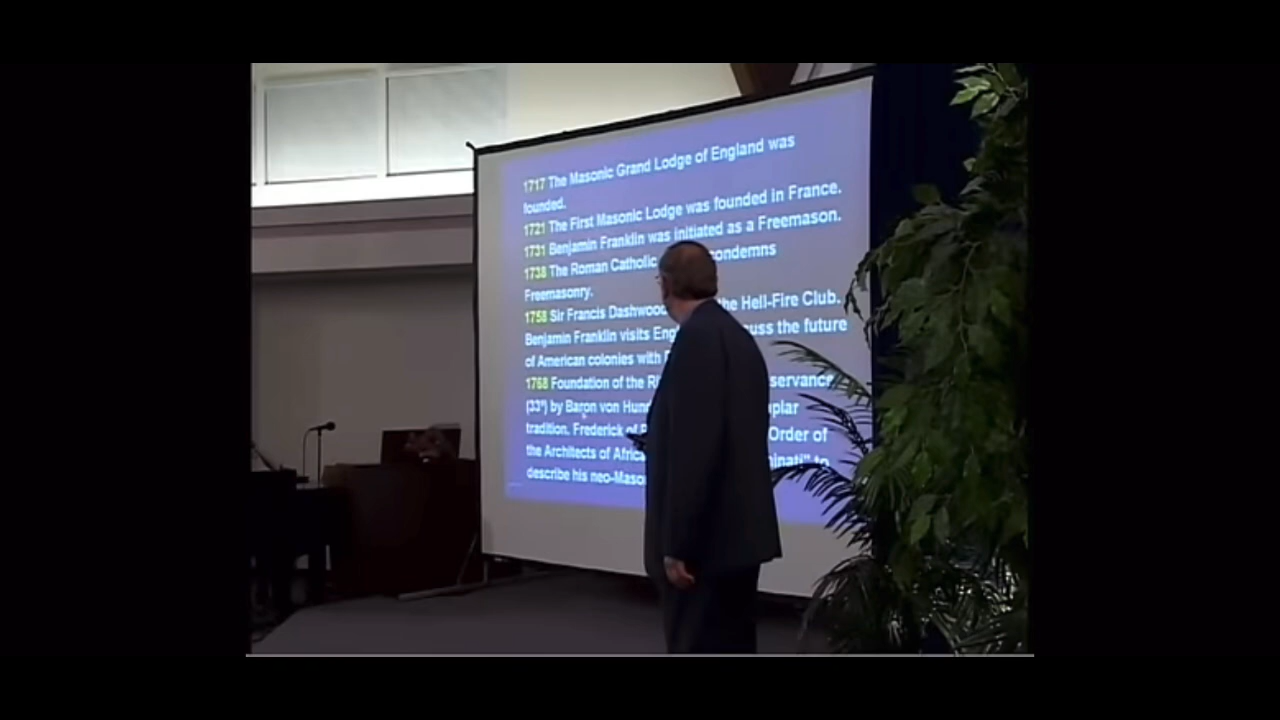 1717 The Masonic Grand Lodge of England was
founded.
1721 The First Masonic Lodge was founded in France.
1731 Benjamin Franklin was initiated as a Freemason.
1738 The Roman Catholic condemns
Freemasonry.
1758 Sir Francis Dashwood the Hell-Fire Club.
Benjamin Franklin visits the future
of American colonies with
1768 Foundation of the
(33º) by Baron von
tradition. Frederick of Order of
the Architects of to
describe his